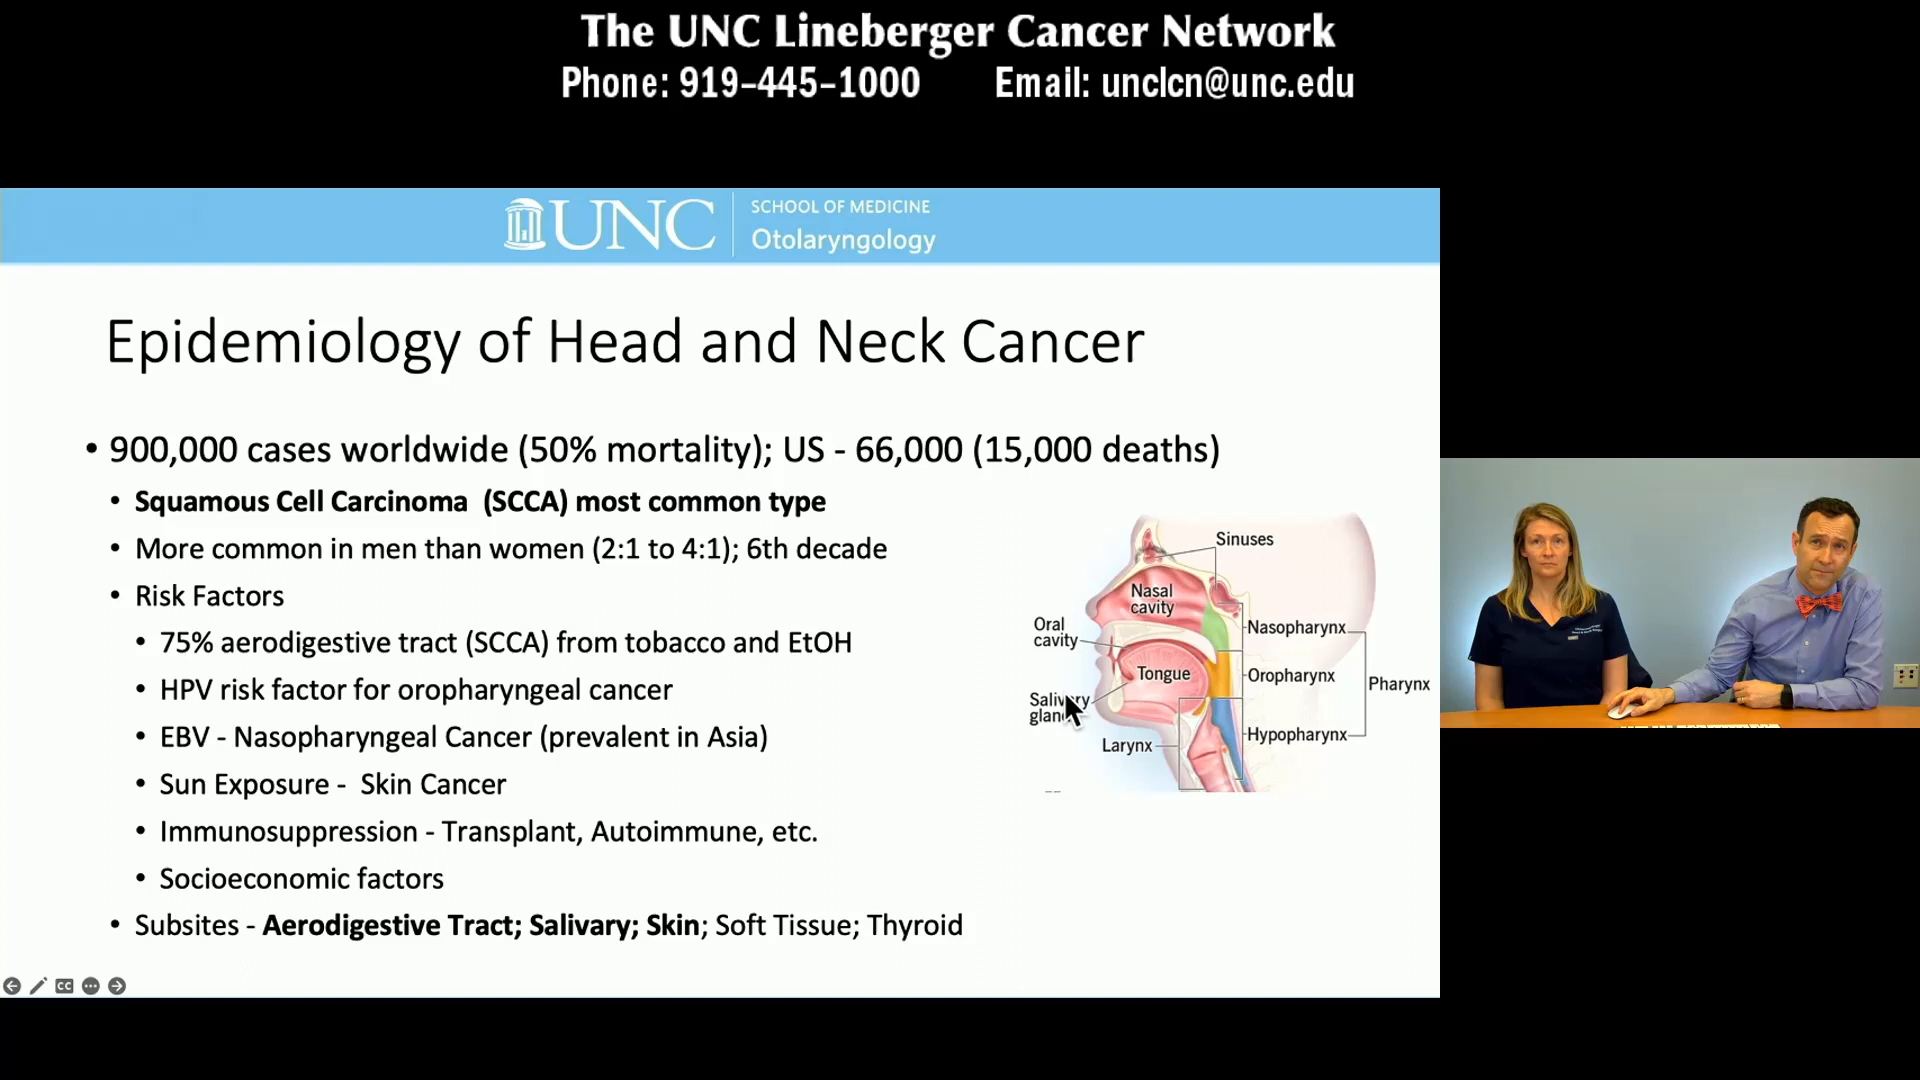 The UNC Lineberger Cancer Network
Phone: 919-445-1000 Email: unclcn@unc.edu
UNC
SCHOOL OF MEDICINE
Otolaryngology
Epidemiology of Head and Neck Cancer
• 900,000 cases worldwide (50% mortality); US - 66,000 (15,000 deaths)
• Squamous Cell Carcinoma (SCCA) most common type
• More common in men than women (2:1 to 4:1); 6th decade
• Risk Factors
• 75% aerodigestive tract (SCCA) from tobacco and EtOH
• HPV risk factor for oropharyngeal cancer
• EBV - Nasopharyngeal Cancer (prevalent in Asia)
• Sun Exposure - Skin Cancer
• Immunosuppression - Transplant, Autoimmune, etc.
• Socioeconomic factors
• Subsites - Aerodigestive Tract; Salivary; Skin; Soft Tissue; Thyroid
Sinuses
Nasal
cavity
Oral
cavity
Nasopharynx
Tongue
Oropharynx
Pharynx
Salivary
Larynx
Hypopharynx
CC